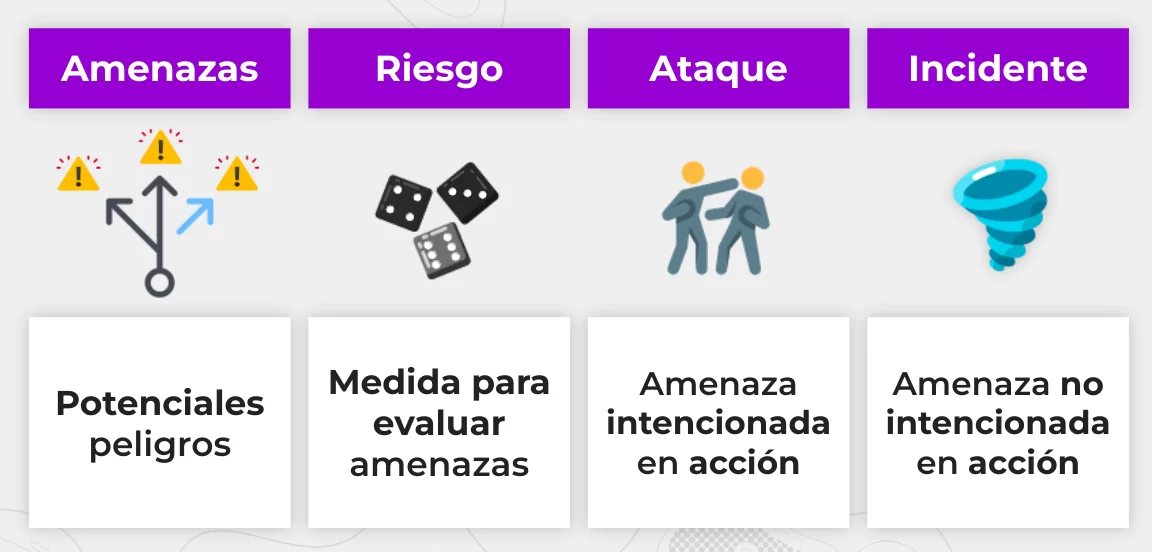 Amenazas
Riesgo
Ataque
Incidente
Potenciales
peligros
Medida para
evaluar
amenazas
Amenaza
intencionada
en acción
Amenaza no
intencionada
en acción